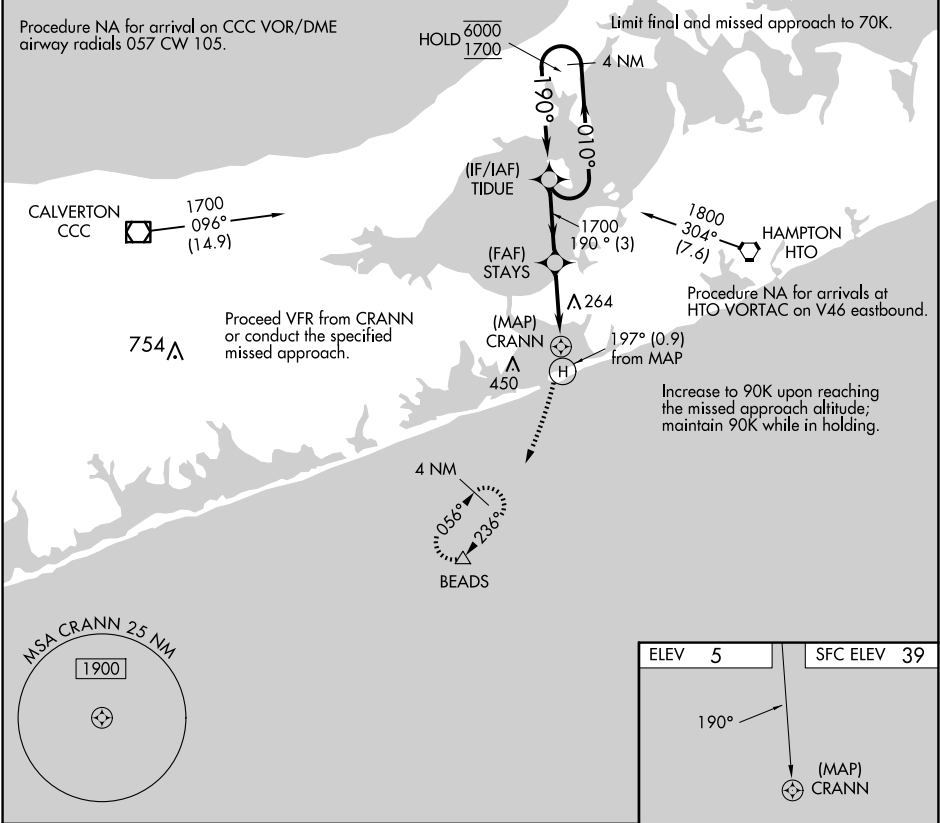 Procedure NA for arrival on CCC VOR/DME
airway radials 057 CW 105.
HOLD 6000
1700
Limit final and missed approach to 70K.
4 NM
190°
010°
(IF/IAF)
TIDUE
CALVERTON
CCC
1700
096°
(14.9)
1700
190° (3)
1800
304°
(7.6)
HAMPTON
HTO
(FAF)
STAYS
264
Procedure NA for arrivals at
HTO VORTAC on V46 eastbound.
754
Proceed VFR from CRANN
or conduct the specified
missed approach.
(MAP)
CRANN
450
H
197° (0.9)
from MAP
Increase to 90K upon reaching
the missed approach altitude;
maintain 90K while in holding.
4 NM
056°
236°
BEADS
MSA CRANN 25 NM
1900
ELEV 5
SFC ELEV 39
190°
(MAP)
CRANN